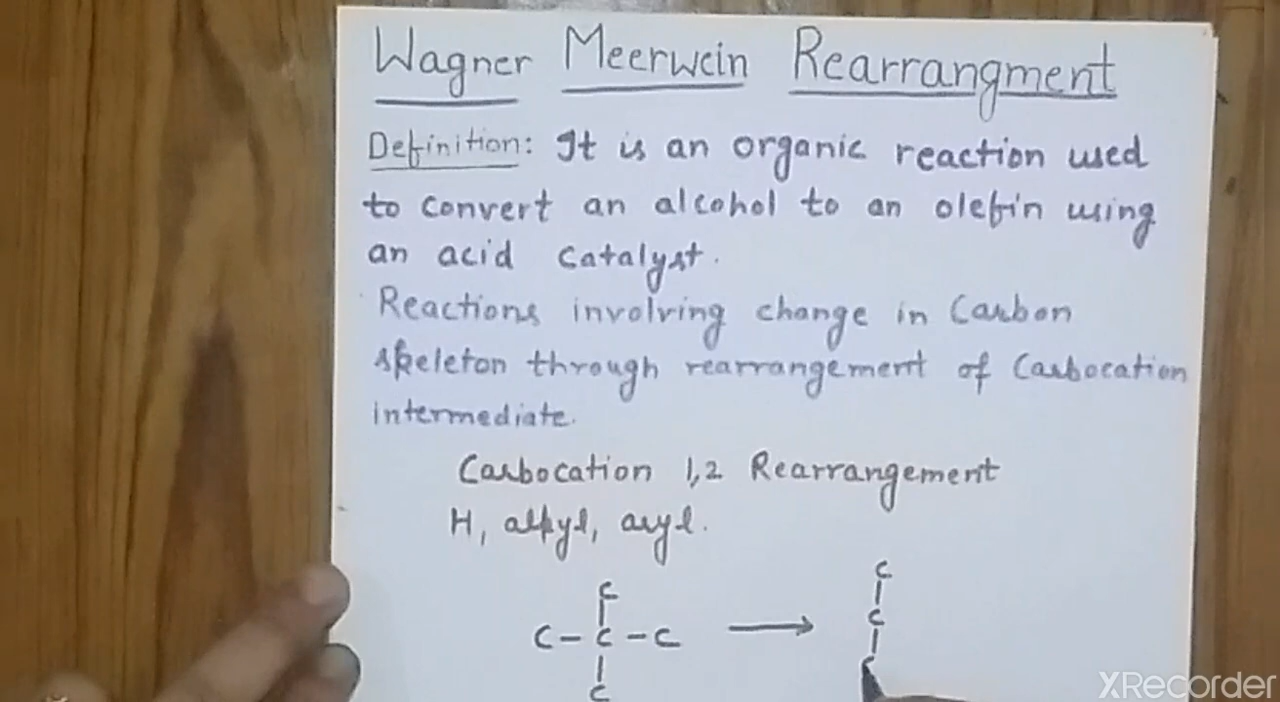 Wagner Meerwein Rearrangment
Definition: It is an organic reaction used
to convert an alcohol to an olefin using
an acid catalyst.
Reactions involving change in Carbon
skeleton through rearrangement of Carbocation
intermediate.
Carbocation 1,2 Rearrangement
H, alkyl, aryl.
C
C-C-C
C
⟶
C
C
C
XRecorder